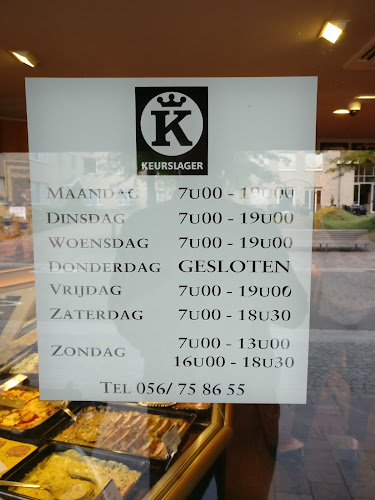 K
KEURSLAGER
MAANDAG 7U00 - 19U00
DINSDAG 7U00 - 19U00
WOENSDAG 7U00 - 19U00
DONDERDAG GESLOTEN
VRIJDAG 7U00 - 19U00
ZATERDAG 7U00 - 18U30
ZONDAG 7U00 - 13U00
16U00 - 18U30
TEL 056/ 75 86 55